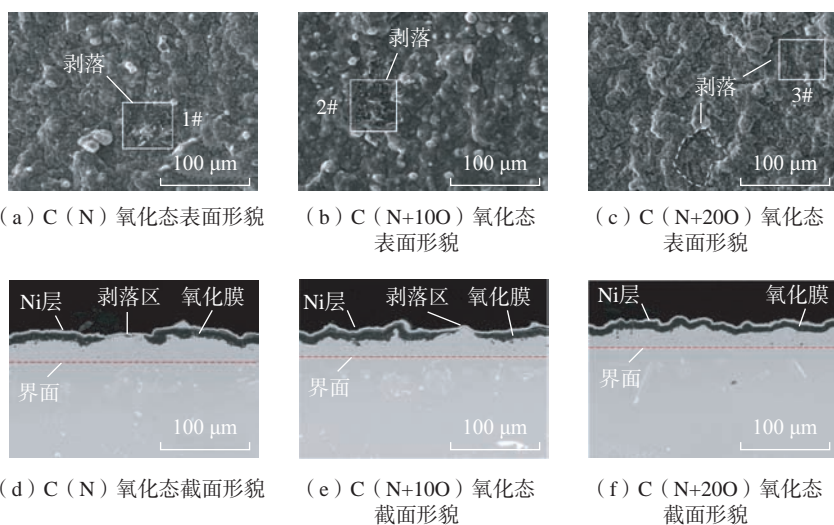 剥落
1#
100 μm
剥落
2#
100 μm
剥落
3#
100 μm
(a)C(N)氧化态表面形貌
(b)C(N+10O)氧化态
表面形貌
(c)C(N+20O)氧化态
表面形貌
Ni层 剥落区 氧化膜
界面
100 μm
Ni层 剥落区 氧化膜
界面
100 μm
Ni层 氧化膜
界面
100 μm
(d)C(N)氧化态截面形貌
(e)C(N+10O)氧化态
截面形貌
(f)C(N+20O)氧化态
截面形貌